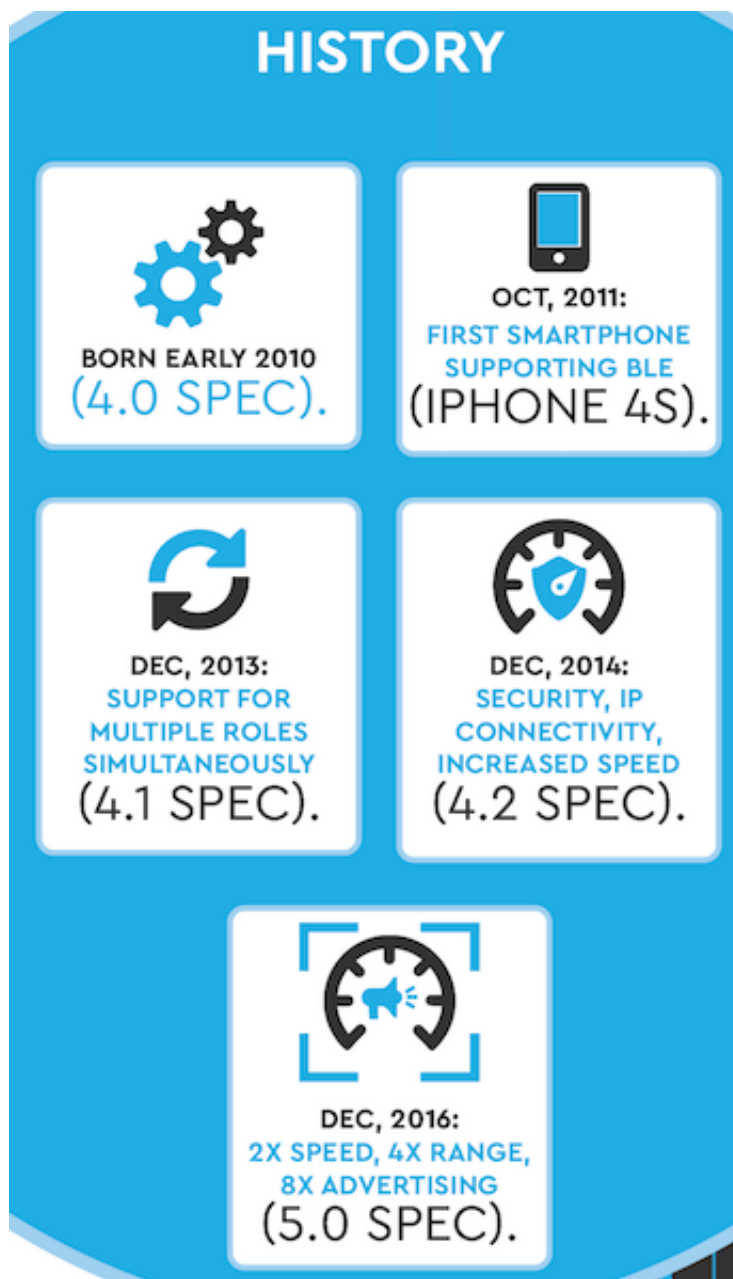 HISTORY
BORN EARLY 2010
(4.0 SPEC).
OCT, 2011:
FIRST SMARTPHONE
SUPPORTING BLE
(IPHONE 4S).
DEC, 2013:
SUPPORT FOR
MULTIPLE ROLES
SIMULTANEOUSLY
(4.1 SPEC).
DEC, 2014:
SECURITY, IP
CONNECTIVITY,
INCREASED SPEED
(4.2 SPEC).
DEC, 2016:
2X SPEED, 4X RANGE,
8X ADVERTISING
(5.0 SPEC).